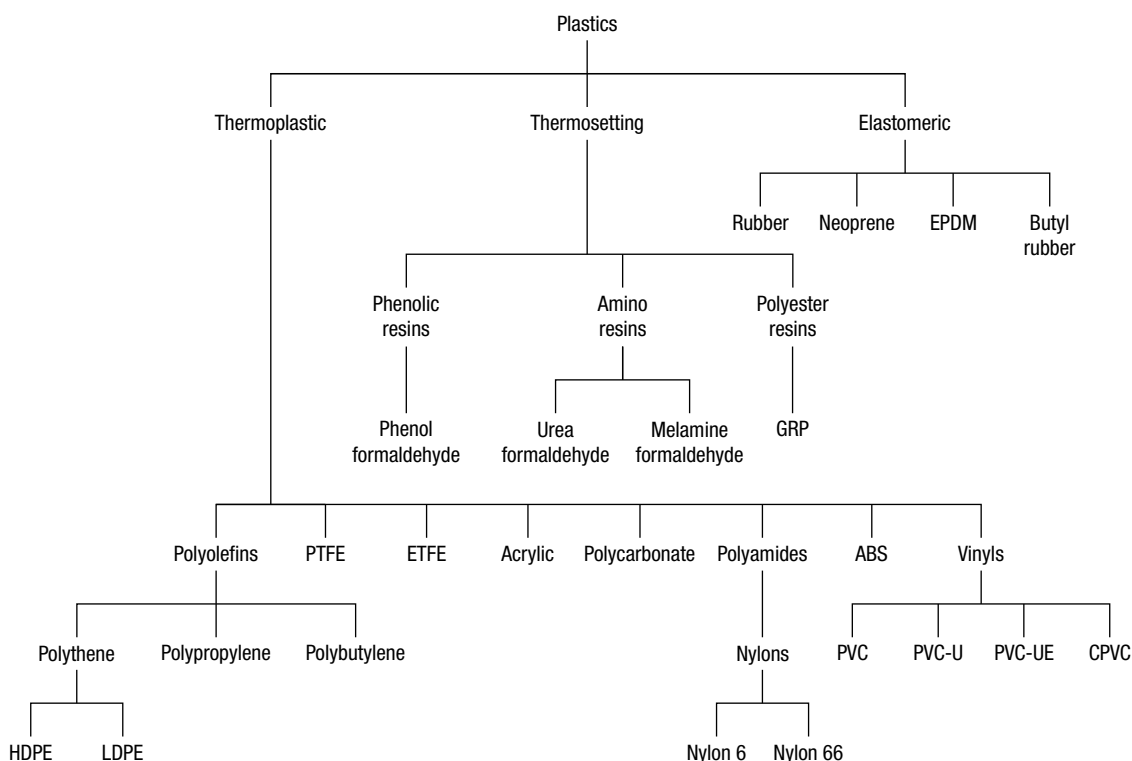 Plastics
Thermoplastic Thermosetting Elastomeric
Rubber Neoprene EPDM Butyl
rubber
Phenolic Amino Polyester
resins resins resins
Phenol Urea Melamine GRP
formaldehyde formaldehyde formaldehyde
Polyolefins PTFE ETFE Acrylic Polycarbonate Polyamides ABS Vinyls
Polythene Polypropylene Polybutylene Nylons PVC PVC-U PVC-UE CPVC
HDPE LDPE Nylon 6 Nylon 66